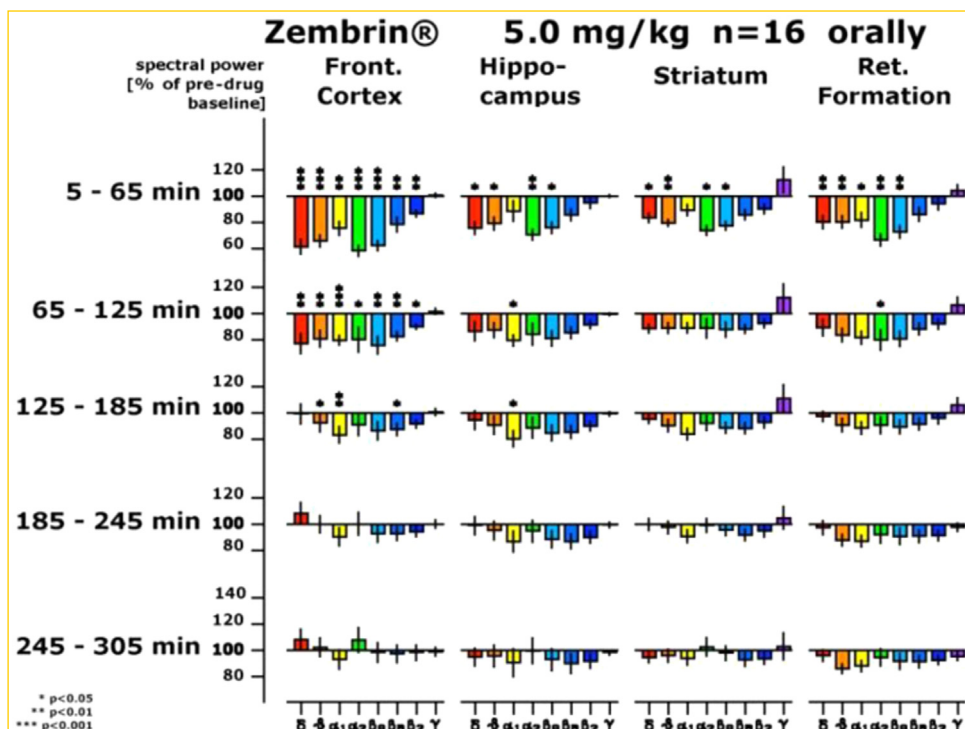 Zembrin® 5.0 mg/kg n=16 orally
spectral power
[% of pre-drug
baseline]
Front.
Cortex
Hippo-
campus
Striatum
Ret.
Formation
5 - 65 min
120
100
80
60
*** ** ** *** *** ** **
* * ** *
* ** * *
** ** * ** **
65 - 125 min
120
100
80
** ** *** * ** ** *
*
*
125 - 185 min
120
100
80
* ** *
*
185 - 245 min
120
100
80
245 - 305 min
140
120
100
80
* p<0.05
** p<0.01
*** p<0.001